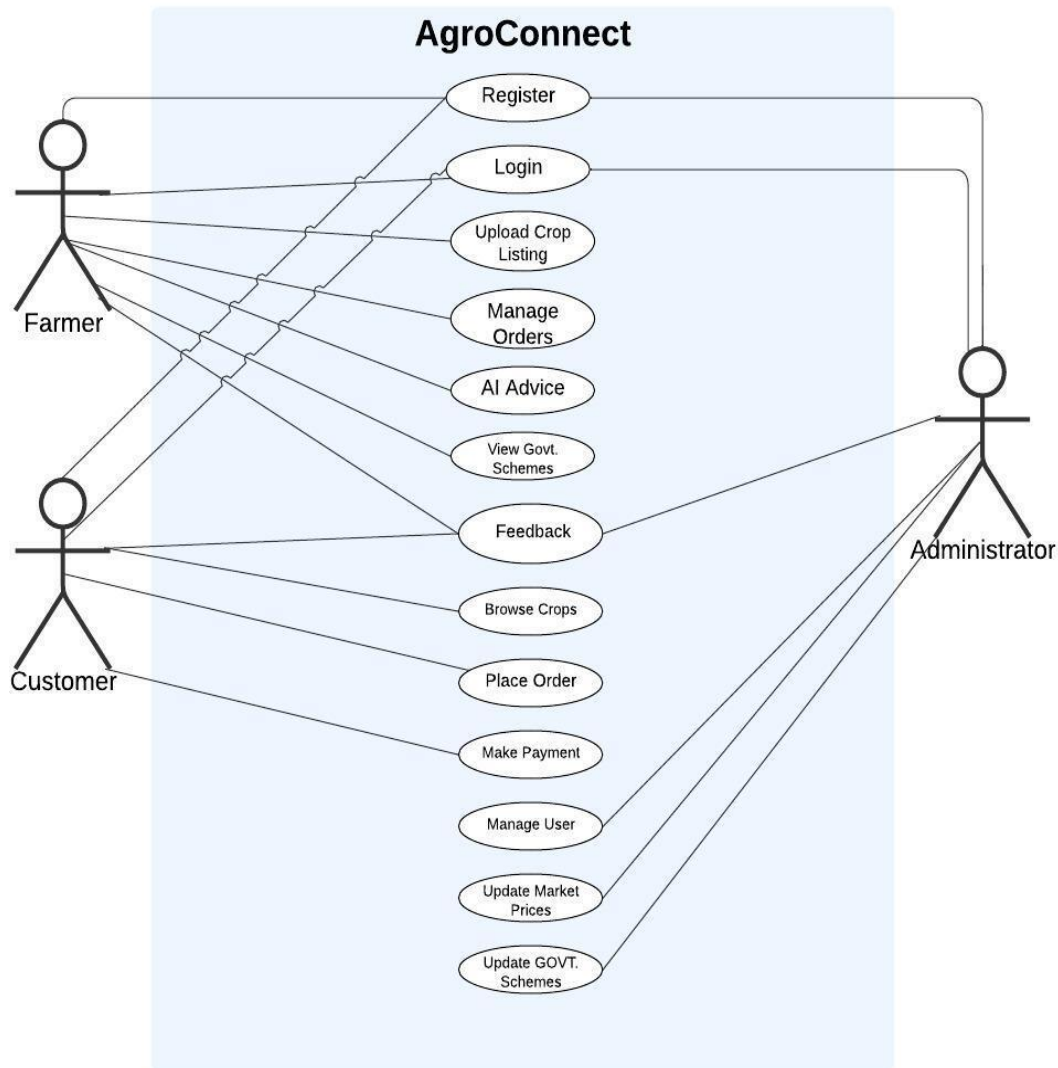 AgroConnect
Register
Login
Upload Crop
Listing
Manage
Orders
Farmer
AI Advice
View Govt.
Schemes
Feedback
Administrator
Browse Crops
Customer
Place Order
Make Payment
Manage User
Update Market
Prices
Update GOVT.
Schemes